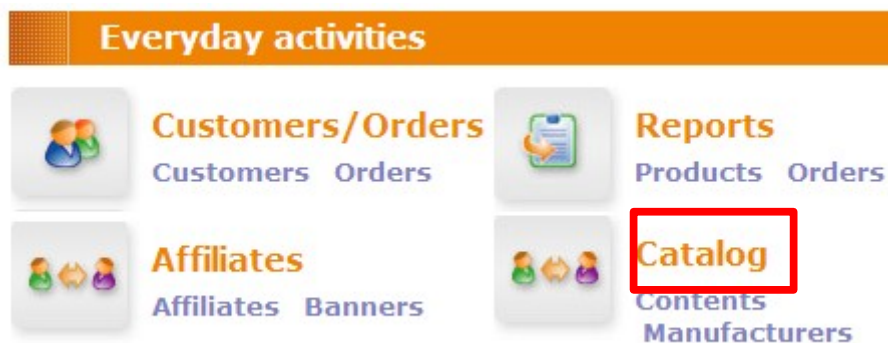 Everyday activities
Customers/Orders
Customers Orders
Reports
Products Orders
Affiliates
Affiliates Banners
Catalog
Contents
Manufacturers